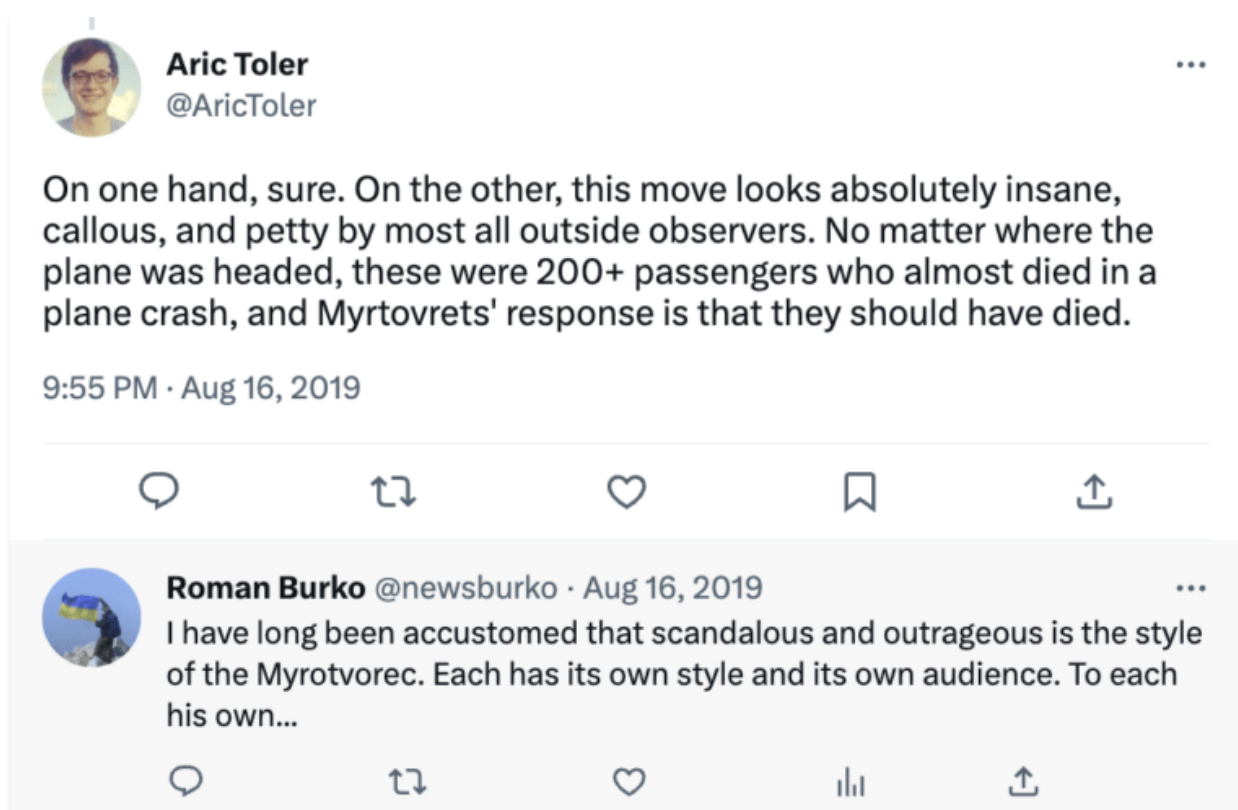 Aric Toler
@AricToler
On one hand, sure. On the other, this move looks absolutely insane,
callous, and petty by most all outside observers. No matter where the
plane was headed, these were 200+ passengers who almost died in a
plane crash, and Myrtovrets' response is that they should have died.
9:55 PM · Aug 16, 2019
Roman Burko @newsburko · Aug 16, 2019
I have long been accustomed that scandalous and outrageous is the style
of the Myrotvorec. Each has its own style and its own audience. To each
his own...